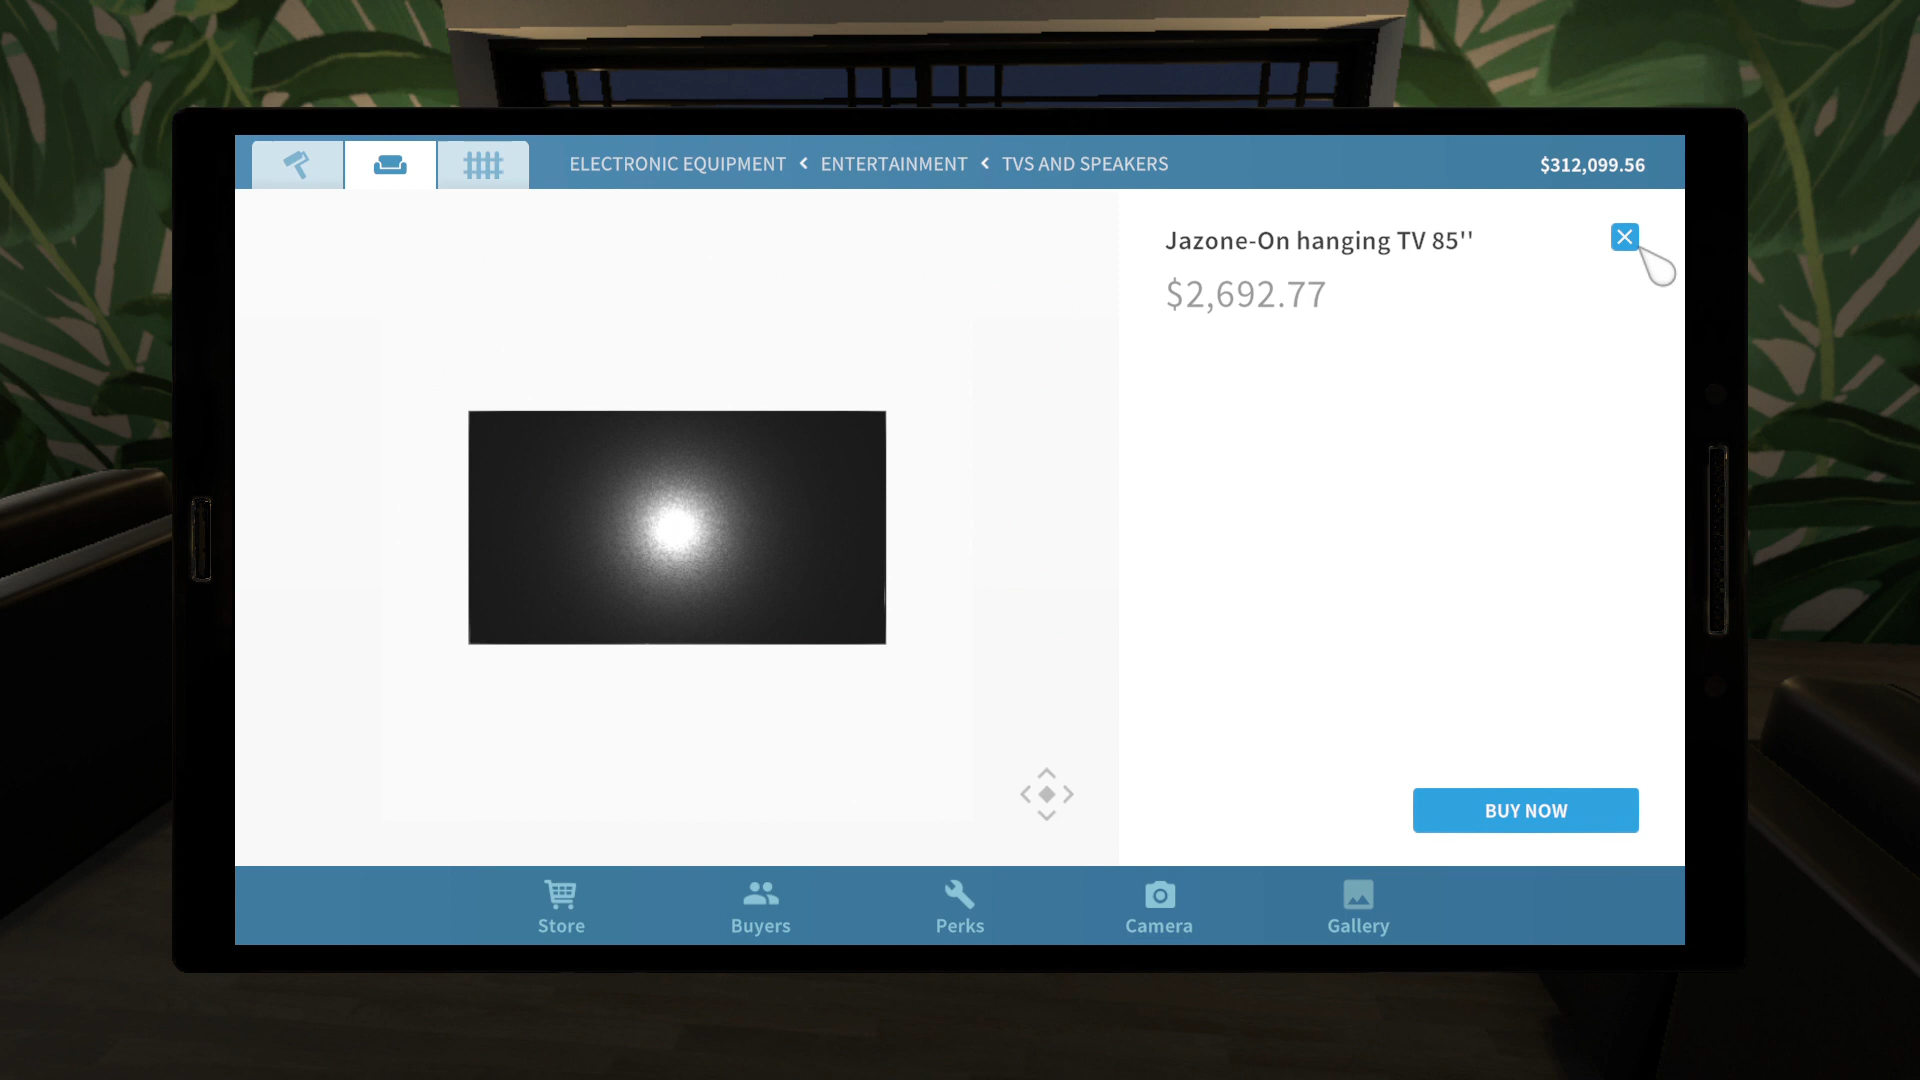 ELECTRONIC EQUIPMENT < ENTERTAINMENT < TVS AND SPEAKERS
$312,099.56
Jazone-On hanging TV 85''
$2,692.77
BUY NOW
Store
Buyers
Perks
Camera
Gallery